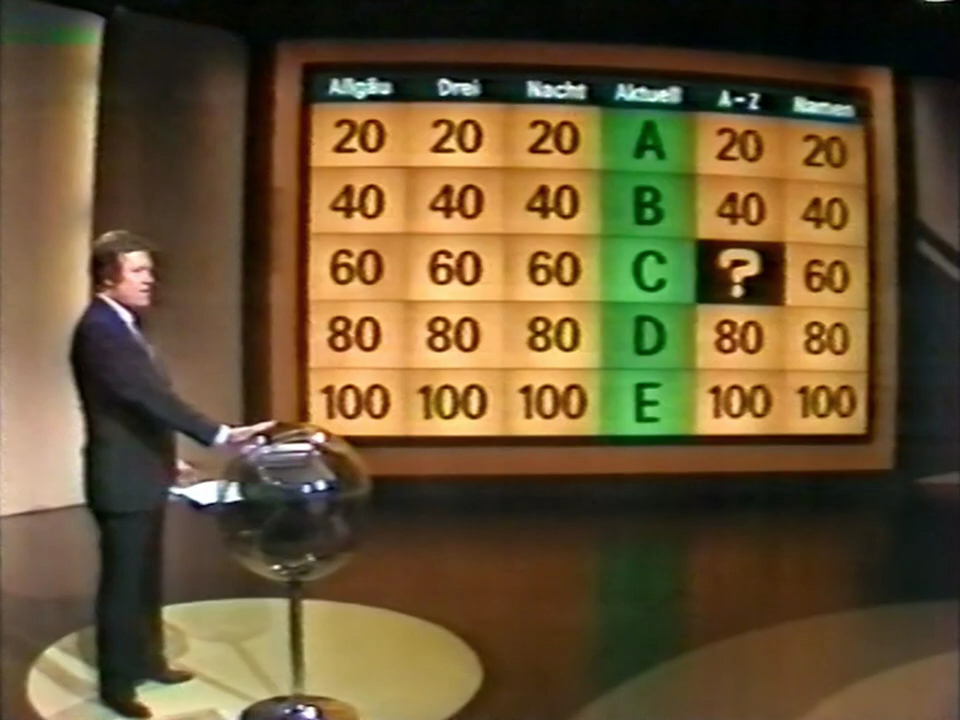 Allgäu Drei Nacht Aktuell A-Z Namen
20 20 20 A 20 20
40 40 40 B 40 40
60 60 60 C ? 60
80 80 80 D 80 80
100 100 100 E 100 100